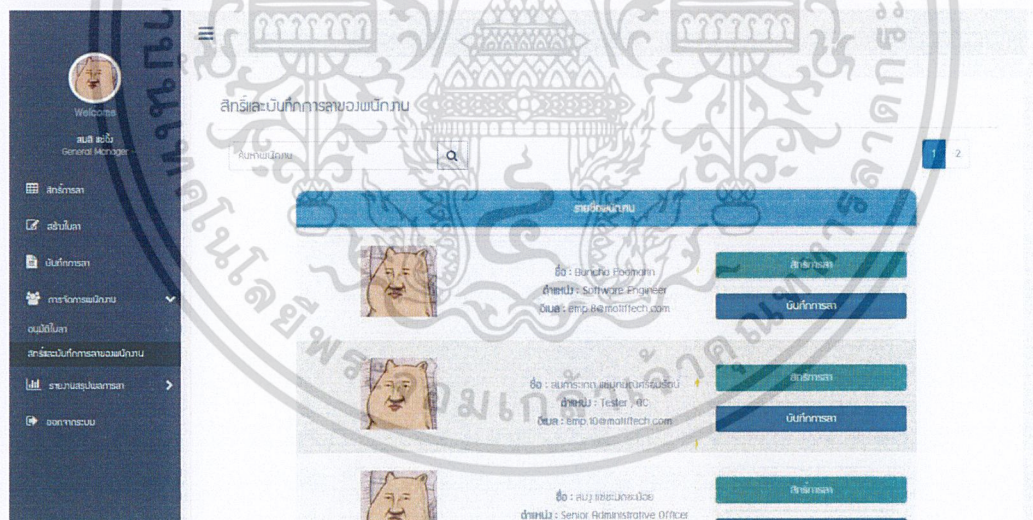 Welcome
General Manager
สิทธิ์การลา
สร้างใบลา
บันทึกการลา
การจัดการพนักงาน
อนุมัติใบลา
สิทธิ์และบันทึกการลาของพนักงาน
รายงานสรุปผลการลา
ออกจากระบบ
สิทธิ์และบันทึกการลาของพนักงาน
ค้นหาพนักงาน
1 2
รายชื่อพนักงาน
ชื่อ : Buncha
ตำแหน่ง : Software Engineer
อีเมล : emp.8@motiftech.com
สิทธิ์การลา
บันทึกการลา
ชื่อ :
ตำแหน่ง : Tester , QC
อีเมล : emp.10@motiftech.com
สิทธิ์การลา
บันทึกการลา
ชื่อ :
ตำแหน่ง : Senior Administrative Officer
สิทธิ์การลา